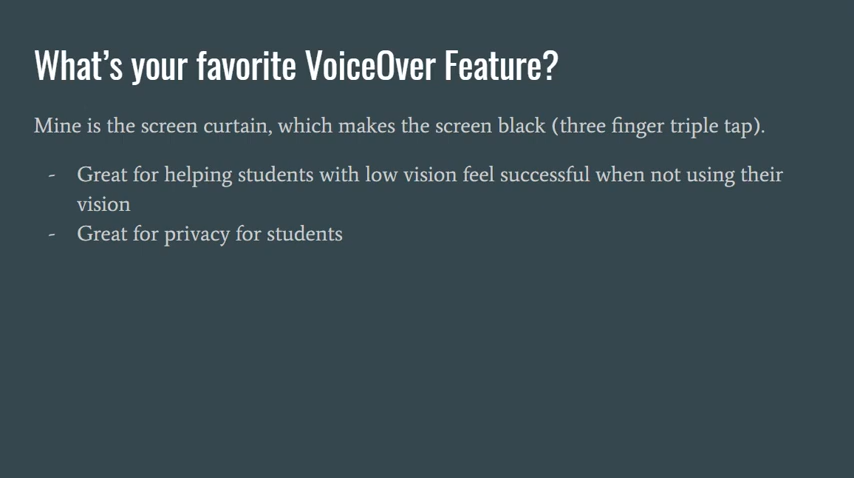 What’s your favorite VoiceOver Feature?
Mine is the screen curtain, which makes the screen black (three finger triple tap).
- Great for helping students with low vision feel successful when not using their
vision
- Great for privacy for students